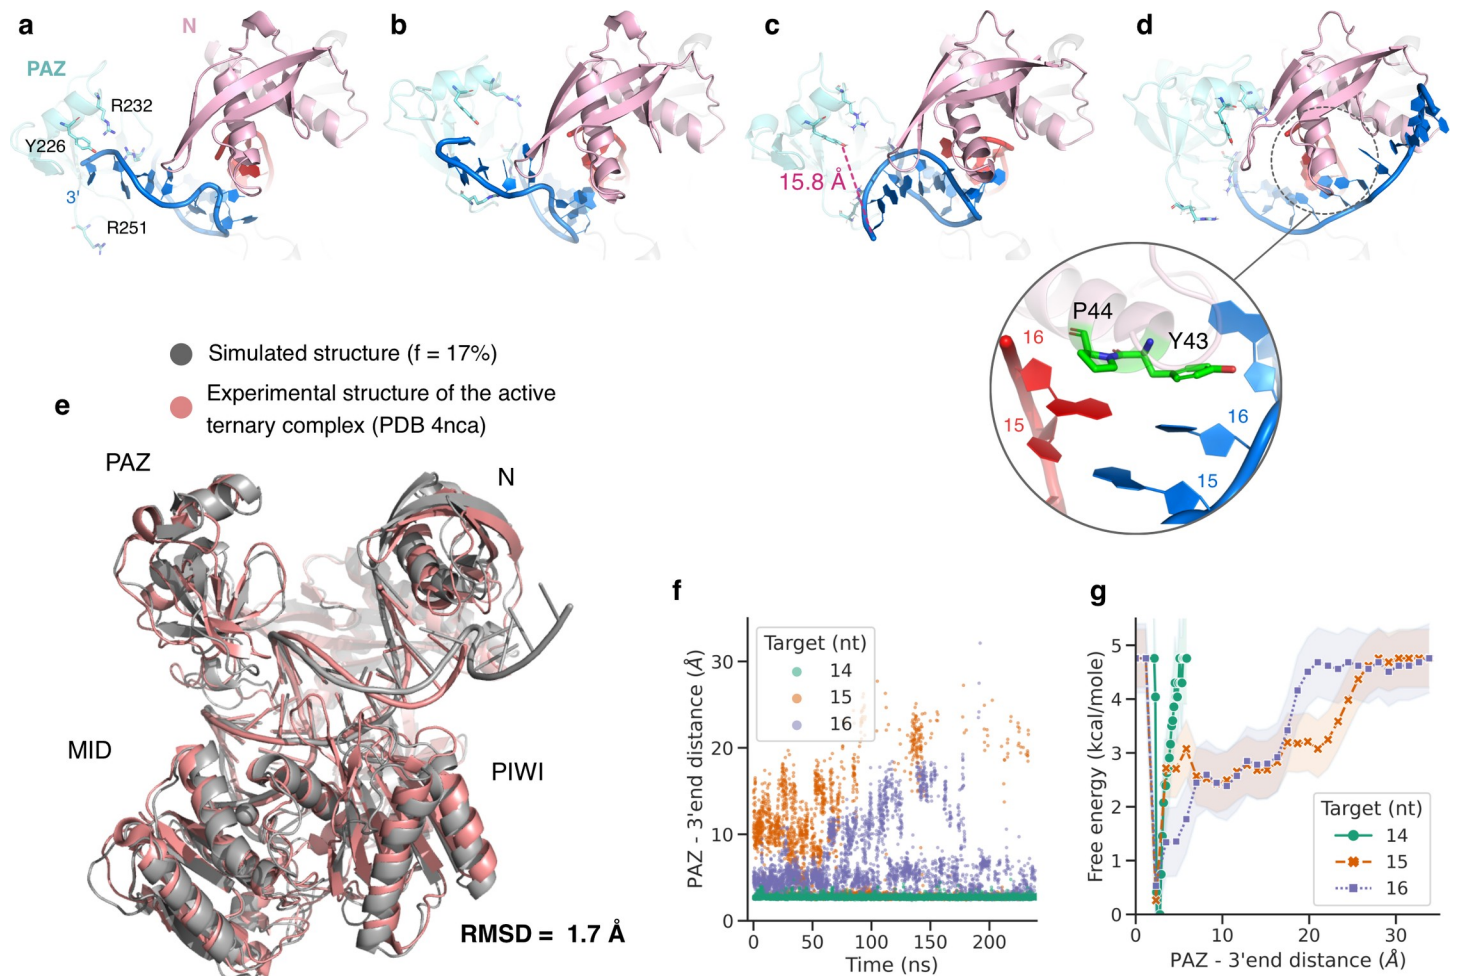 a
N
b
c
d
PAZ
R232
Y226
3'
R251
15.8 Å
P44
Y43
16
15
16
15
Simulated structure (f = 17%)
Experimental structure of the active
ternary complex (PDB 4nca)
e
PAZ
N
MID
PIWI
RMSD = 1.7 Å
f
PAZ - 3'end distance (Å)
Target (nt)
14
15
16
30
20
10
0
0
50
100
150
200
Time (ns)
g
Free energy (kcal/mole)
5
4
3
2
1
0
Target (nt)
14
15
16
0
10
20
30
PAZ - 3'end distance (Å)